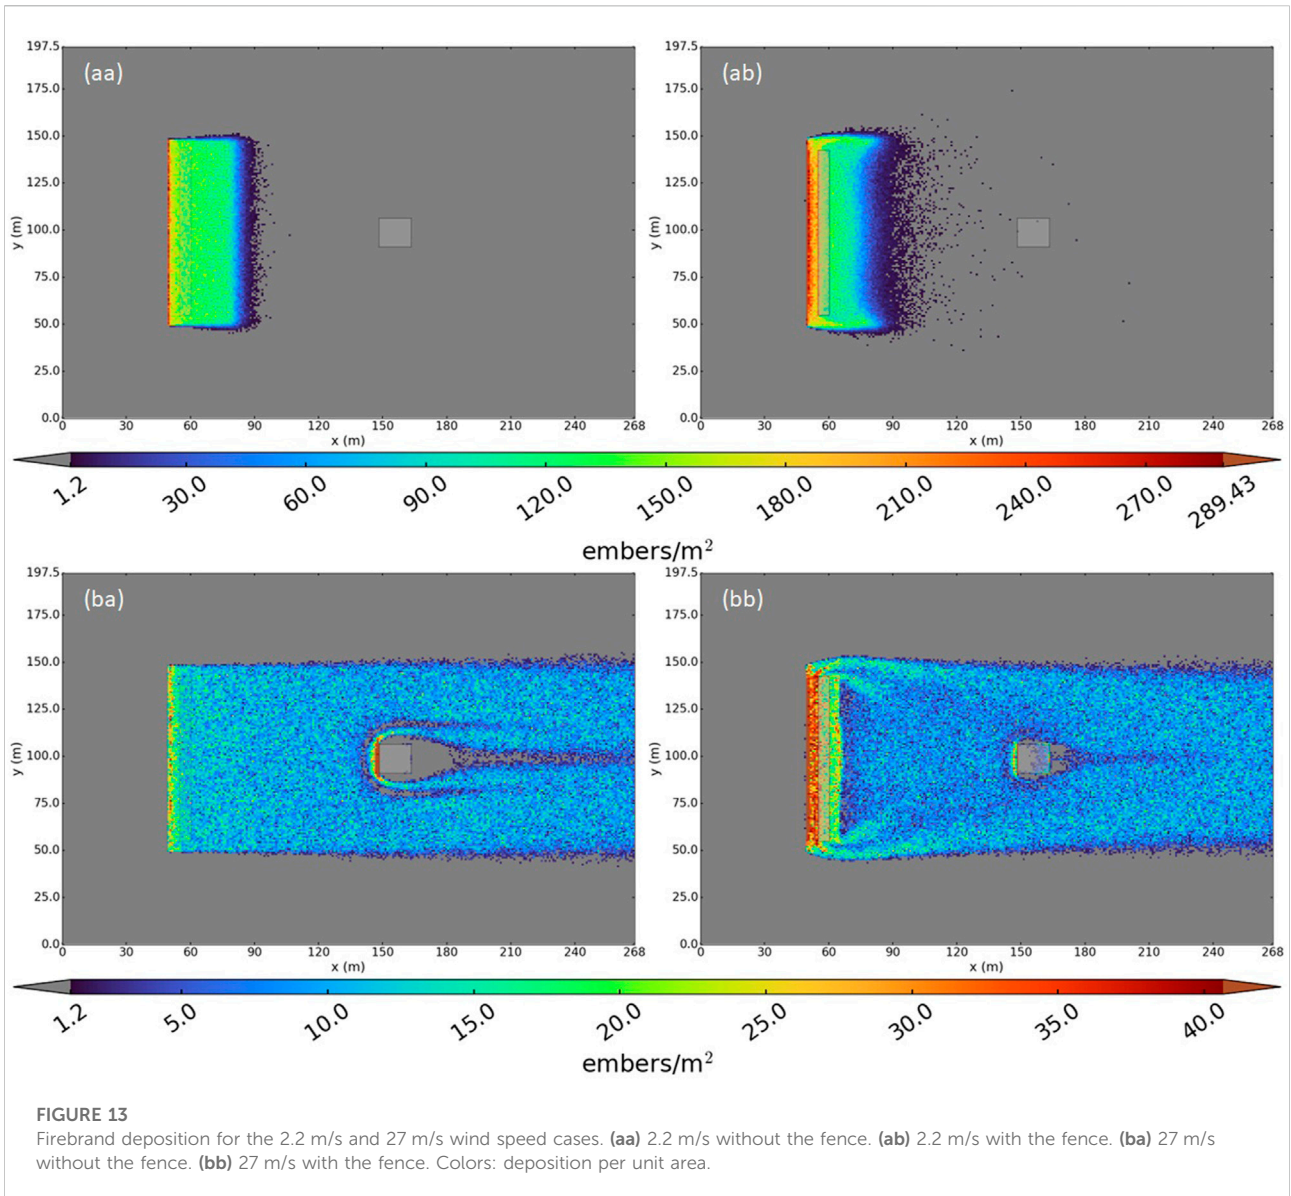 (aa)
197.5
175.0
150.0
125.0
100.0
75.0
50.0
25.0
0.0
y (m)
0 30 60 90 120 150 180 210 240 268
x (m)
(ab)
197.5
175.0
150.0
125.0
100.0
75.0
50.0
25.0
0.0
y (m)
0 30 60 90 120 150 180 210 240 268
x (m)
1.2 30.0 60.0 90.0 120.0 150.0 180.0 210.0 240.0 270.0 289.43
embers/m²
(ba)
197.5
175.0
150.0
125.0
100.0
75.0
50.0
25.0
0.0
y (m)
0 30 60 90 120 150 180 210 240 268
x (m)
(bb)
197.5
175.0
150.0
125.0
100.0
75.0
50.0
25.0
0.0
y (m)
0 30 60 90 120 150 180 210 240 268
x (m)
1.2 5.0 10.0 15.0 20.0 25.0 30.0 35.0 40.0
embers/m²
FIGURE 13
Firebrand deposition for the 2.2 m/s and 27 m/s wind speed cases. (aa) 2.2 m/s without the fence. (ab) 2.2 m/s with the fence. (ba) 27 m/s
without the fence. (bb) 27 m/s with the fence. Colors: deposition per unit area.